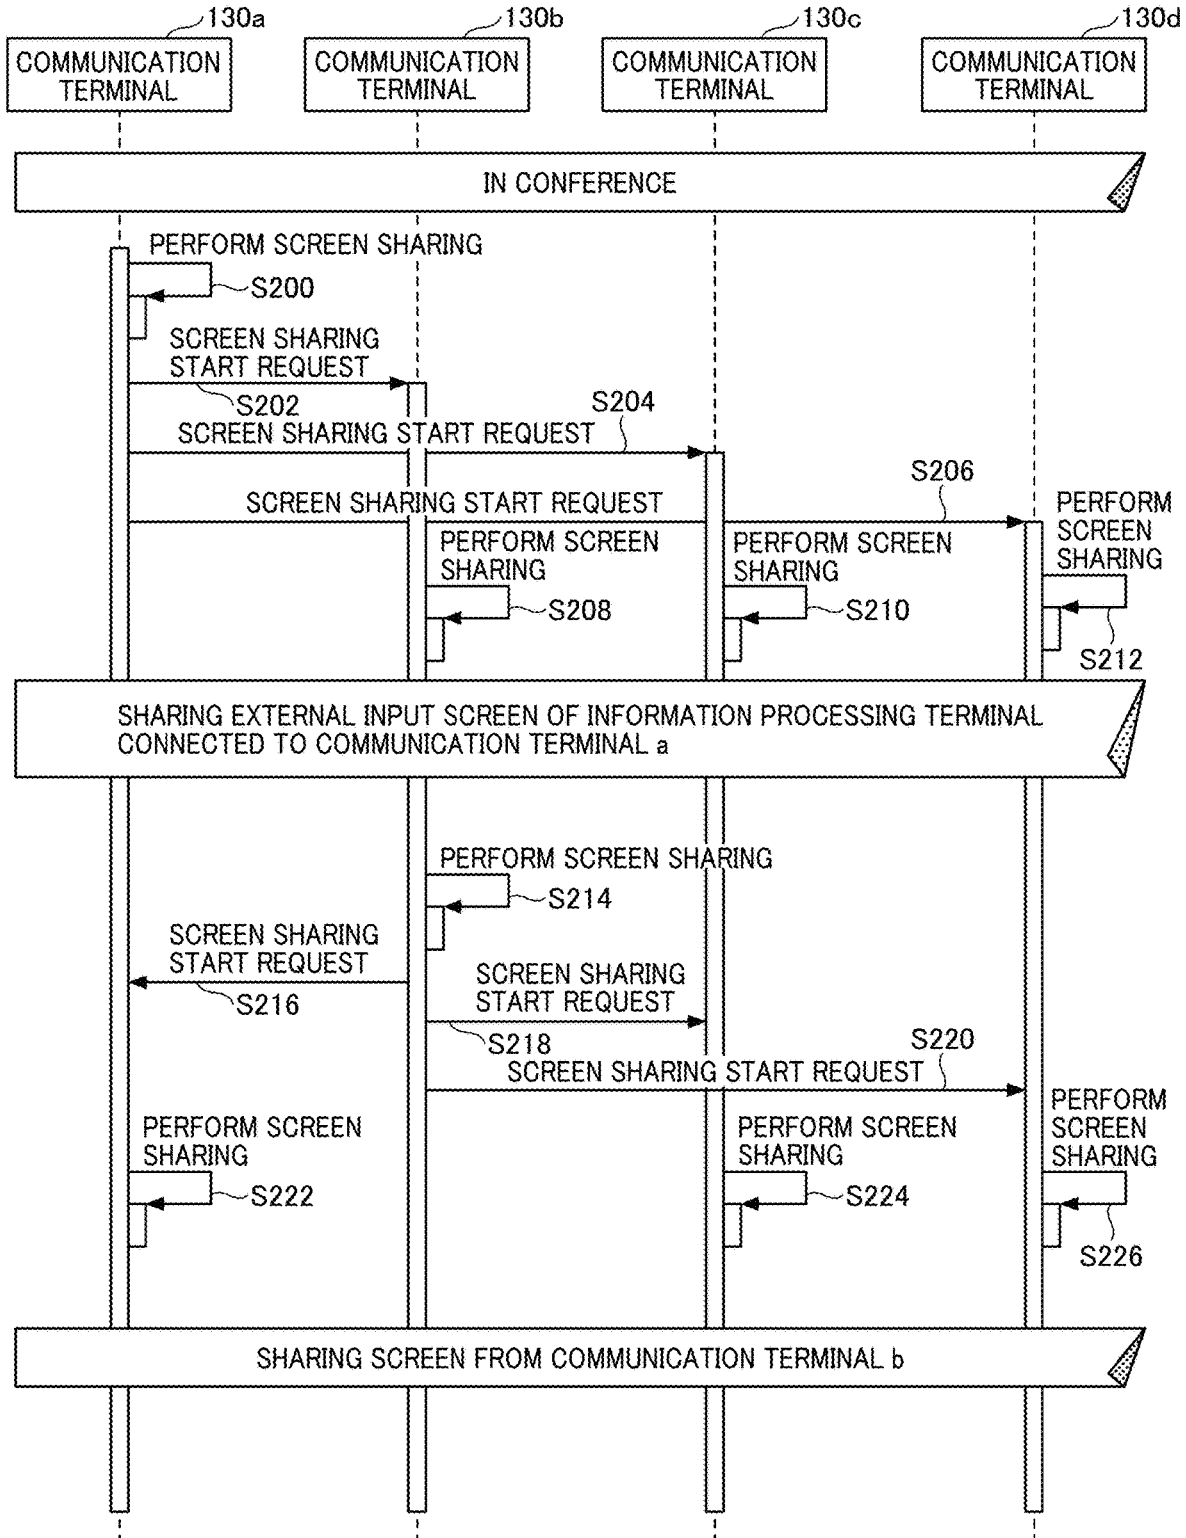 130a
130b
130c
130d
COMMUNICATION
TERMINAL
COMMUNICATION
TERMINAL
COMMUNICATION
TERMINAL
COMMUNICATION
TERMINAL
IN CONFERENCE
PERFORM SCREEN SHARING
S200
SCREEN SHARING
START REQUEST
S202
S204
SCREEN SHARING START REQUEST
S206
SCREEN SHARING START REQUEST
PERFORM SCREEN
SHARING
S208
PERFORM SCREEN
SHARING
S210
PERFORM
SCREEN
SHARING
S212
SHARING EXTERNAL INPUT SCREEN OF INFORMATION PROCESSING TERMINAL
CONNECTED TO COMMUNICATION TERMINAL a
PERFORM SCREEN SHARING
S214
SCREEN SHARING
START REQUEST
S216
SCREEN SHARING
START REQUEST
S218
S220
SCREEN SHARING START REQUEST
PERFORM SCREEN
SHARING
S222
PERFORM SCREEN
SHARING
S224
PERFORM
SCREEN
SHARING
S226
SHARING SCREEN FROM COMMUNICATION TERMINAL b